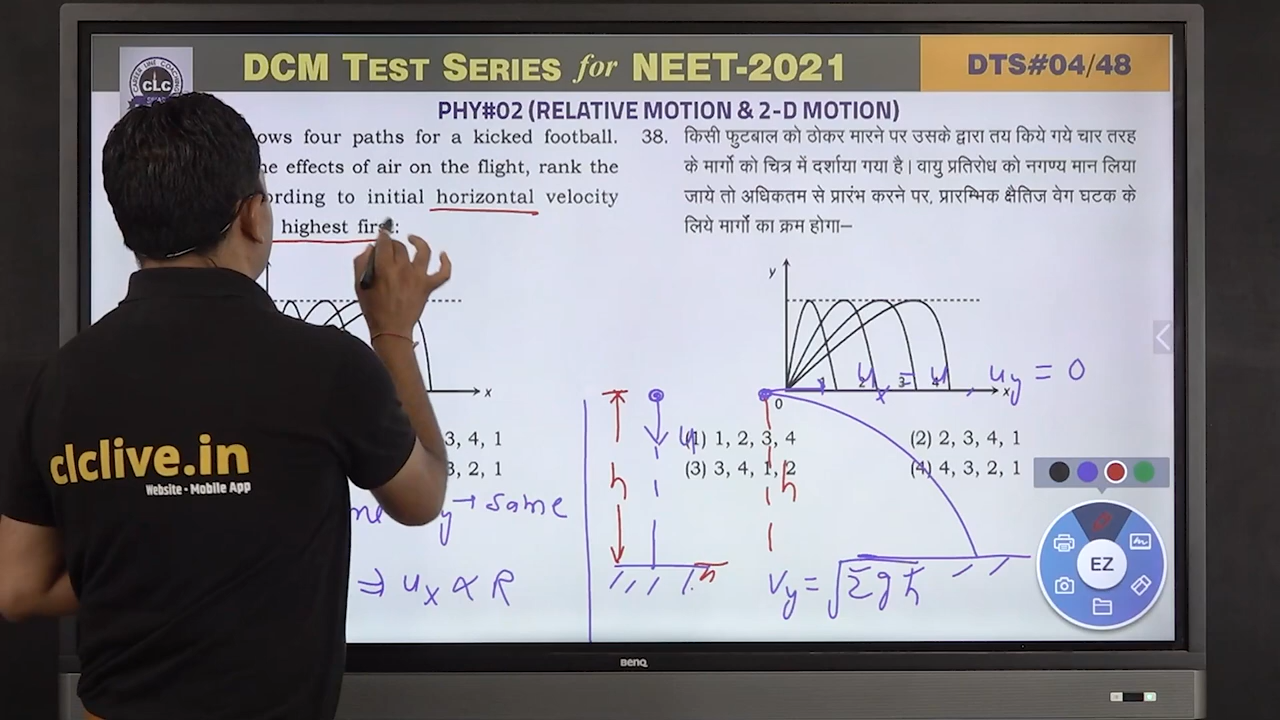 DCM TEST SERIES for NEET-2021
DTS#04/48
CLC
PHY#02 (RELATIVE MOTION & 2-D MOTION)
ows four paths for a kicked football.
e effects of air on the flight, rank the
ording to initial horizontal velocity
highest first:
x
3, 4, 1
3, 2, 1
y → same
⇒ ux ∝ R
38. किसी फुटबाल को ठोकर मारने पर उसके द्वारा तय किये गये चार तरह
के मार्गो को चित्र में दर्शाया गया है। वायु प्रतिरोध को नगण्य मान लिया
जाये तो अधिकतम से प्रारंभ करने पर, प्रारम्भिक क्षैतिज वेग घटक के
लिये मार्गो का क्रम होगा–
y
1 2 3 4 x
0
uy = 0
(1) 1, 2, 3, 4 (2) 2, 3, 4, 1
(3) 3, 4, 1, 2 (4) 4, 3, 2, 1
u
h
h
h
Vy = √2gh
EZ
clclive.in
Website - Mobile App
BenQ